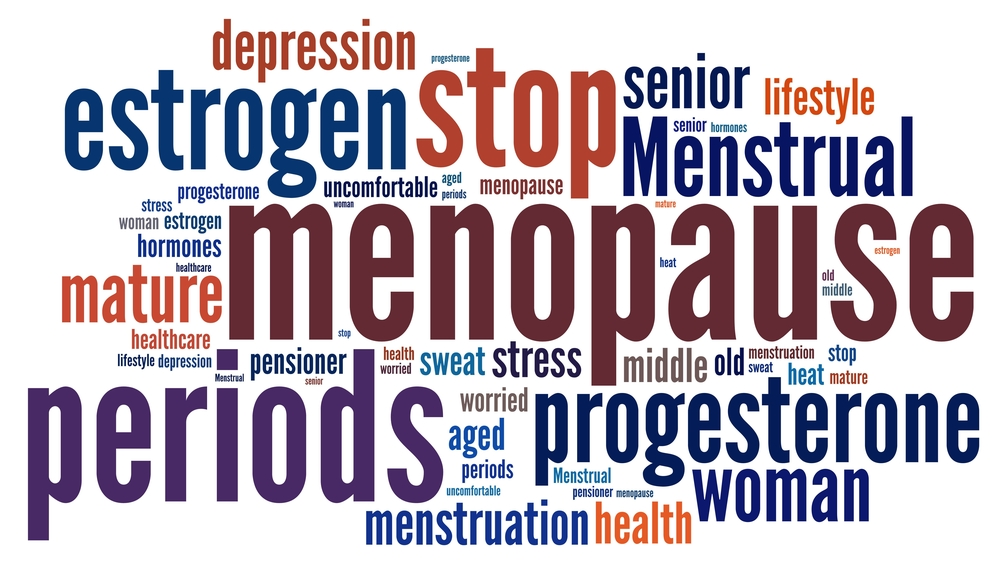 depression
progesterone
estrogen
stop
senior
lifestyle
senior
hormones
Menstrual
progesterone
uncomfortable
aged
periods
menopause
stress
woman
mature
woman
estrogen
menopause
hormones
healthcare
heat
estrogen
old
middle
mature
healthcare
stop
lifestyle
depression
pensioner
health
worried
sweat
stress
middle
old
menstruation
sweat
stop
heat
mature
Menstrual
senior
periods
worried
progesterone
aged
periods
Menstrual
woman
uncomfortable
pensioner
menopause
menstruation
health